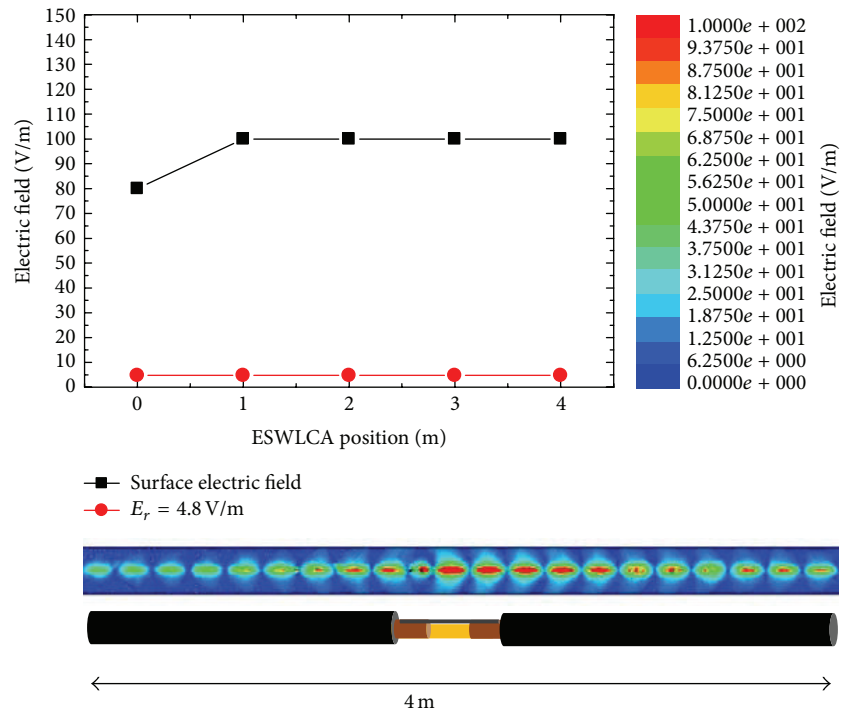 150
140
130
120
110
100
90
80
70
60
50
40
30
20
10
0
Electric field (V/m)
0 1 2 3 4
ESWLCA position (m)
1.0000e + 002
9.3750e + 001
8.7500e + 001
8.1250e + 001
7.5000e + 001
6.8750e + 001
6.2500e + 001
5.6250e + 001
5.0000e + 001
4.3750e + 001
3.7500e + 001
3.1250e + 001
2.5000e + 001
1.8750e + 001
1.2500e + 001
6.2500e + 000
0.0000e + 000
Electric field (V/m)
Surface electric field
E_r = 4.8 V/m
4 m